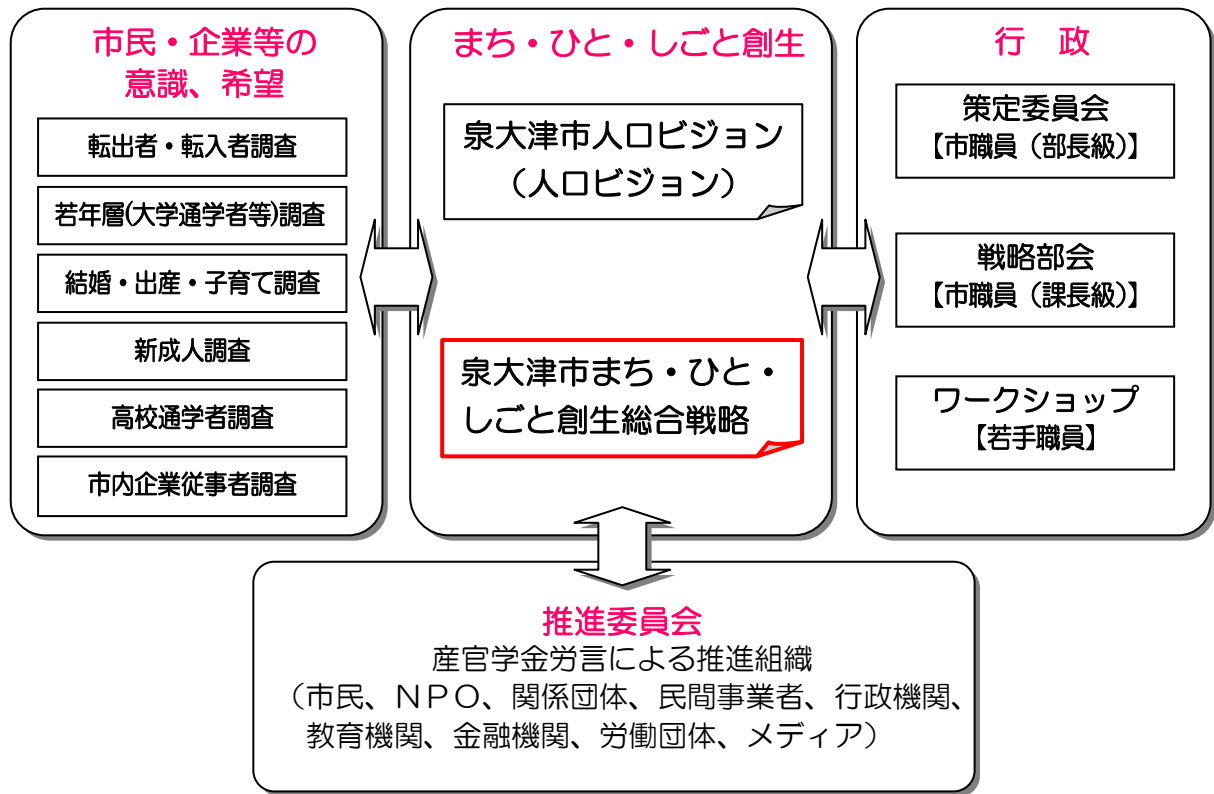 市民・企業等の
意識、希望
転出者・転入者調査
若年層(大学通学者等)調査
結婚・出産・子育て調査
新成人調査
高校通学者調査
市内企業従事者調査
まち・ひと・しごと創生
泉大津市人口ビジョン
（人口ビジョン）
泉大津市まち・ひと・
しごと創生総合戦略
行　政
策定委員会
【市職員（部長級）】
戦略部会
【市職員（課長級）】
ワークショップ
【若手職員】
推進委員会
産官学金労言による推進組織
（市民、ＮＰＯ、関係団体、民間事業者、行政機関、
教育機関、金融機関、労働団体、メディア）